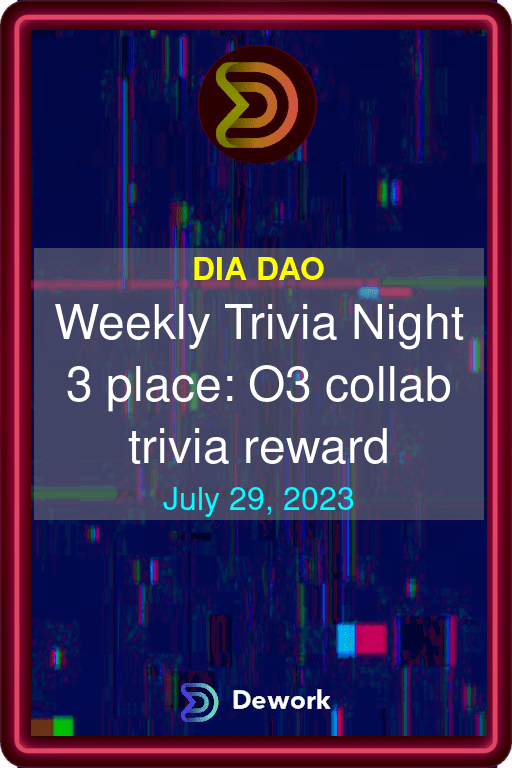 DIA DAO
Weekly Trivia Night
3 place: O3 collab
trivia reward
July 29, 2023
Dework